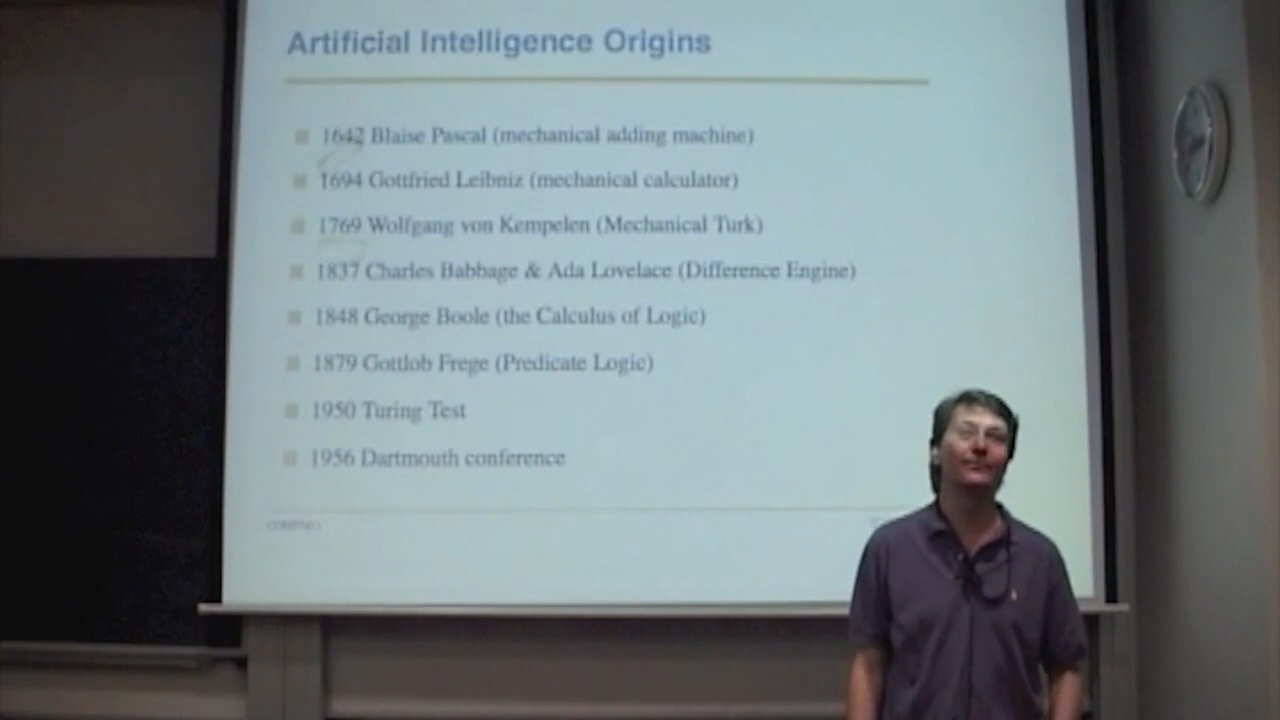 Artificial Intelligence Origins
1642 Blaise Pascal (mechanical adding machine)
1694 Gottfried Leibniz (mechanical calculator)
1769 Wolfgang von Kempelen (Mechanical Turk)
1837 Charles Babbage & Ada Lovelace (Difference Engine)
1848 George Boole (the Calculus of Logic)
1879 Gottlob Frege (Predicate Logic)
1950 Turing Test
1956 Dartmouth conference